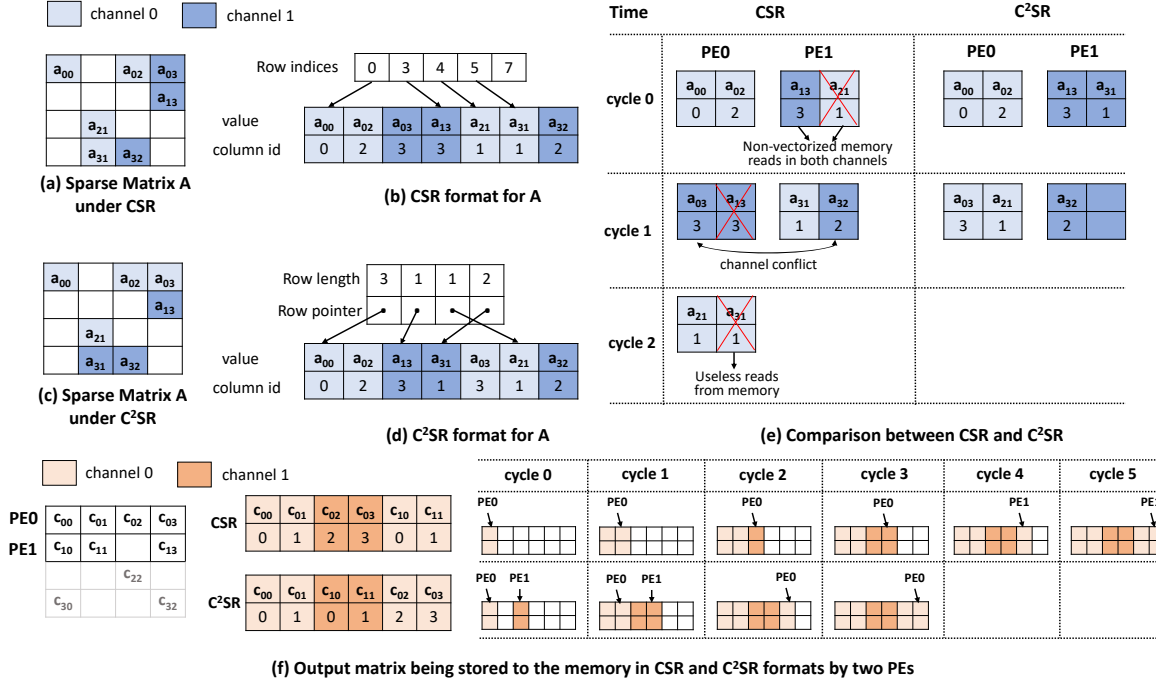 channel 0 channel 1
a00 a02 a03
a13
a21
a31 a32
(a) Sparse Matrix A
under CSR
Row indices 0 3 4 5 7
value a00 a02 a03 a13 a21 a31 a32
column id 0 2 3 3 1 1 2
(b) CSR format for A
a00 a02 a03
a13
a21
a31 a32
(c) Sparse Matrix A
under C²SR
Row length 3 1 1 2
Row pointer
value a00 a02 a13 a31 a03 a21 a32
column id 0 2 3 1 3 1 2
(d) C²SR format for A
Time CSR C²SR
PE0 PE1 PE0 PE1
cycle 0
a00 a02 a13 a21 a00 a02 a13 a31
0 2 3 1 0 2 3 1
Non-vectorized memory
reads in both channels
cycle 1
a03 a13 a31 a32 a03 a21 a32
3 3 1 2 3 1 2
channel conflict
cycle 2
a21 a31
1 1
Useless reads
from memory
(e) Comparison between CSR and C²SR
channel 0 channel 1
PE0 c00 c01 c02 c03
PE1 c10 c11 c13
c22
c30 c32
CSR
c00 c01 c02 c03 c10 c11
0 1 2 3 0 1
C²SR
c00 c01 c10 c11 c02 c03
0 1 0 1 2 3
cycle 0 cycle 1 cycle 2 cycle 3 cycle 4 cycle 5
PE0 PE0 PE0 PE0 PE1 PE1
PE0 PE1 PE0 PE1 PE0 PE0
(f) Output matrix being stored to the memory in CSR and C²SR formats by two PEs